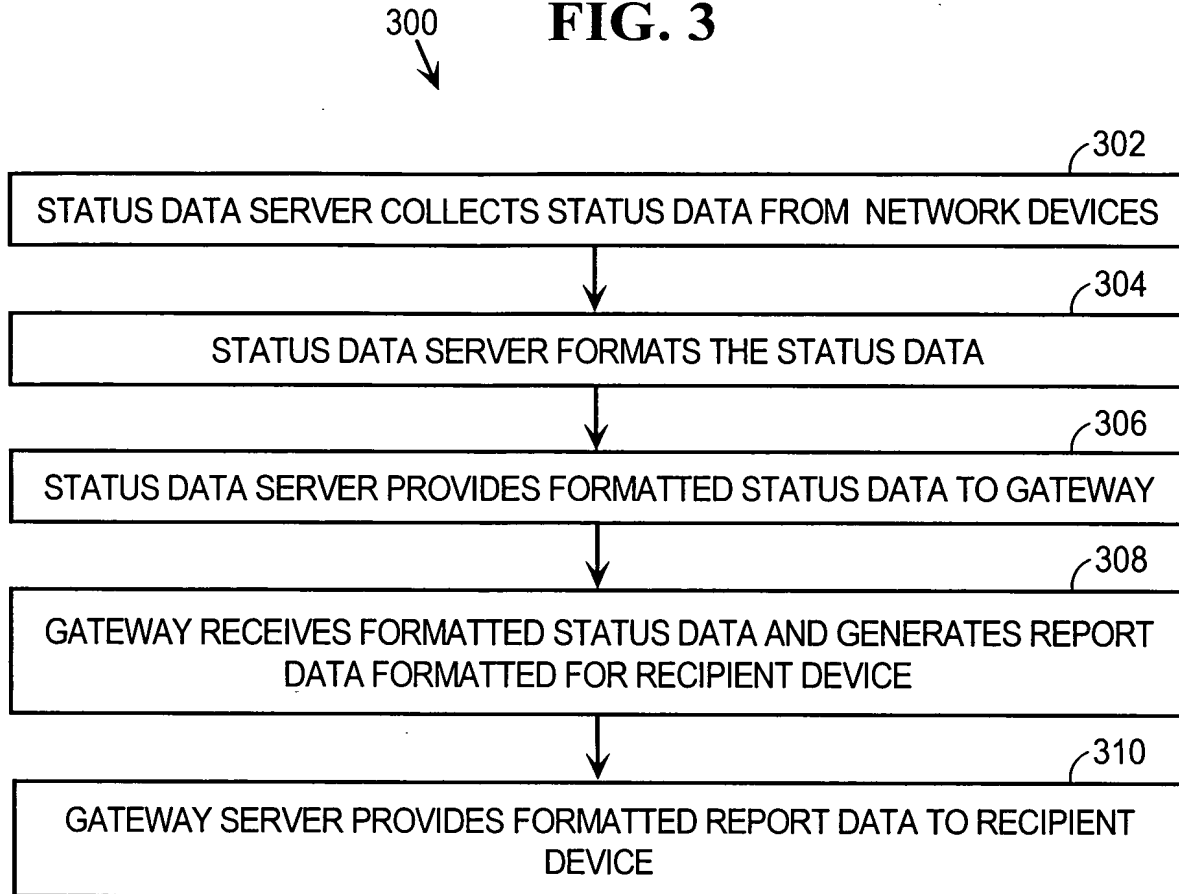 300
FIG. 3
302
STATUS DATA SERVER COLLECTS STATUS DATA FROM NETWORK DEVICES
304
STATUS DATA SERVER FORMATS THE STATUS DATA
306
STATUS DATA SERVER PROVIDES FORMATTED STATUS DATA TO GATEWAY
308
GATEWAY RECEIVES FORMATTED STATUS DATA AND GENERATES REPORT
DATA FORMATTED FOR RECIPIENT DEVICE
310
GATEWAY SERVER PROVIDES FORMATTED REPORT DATA TO RECIPIENT
DEVICE